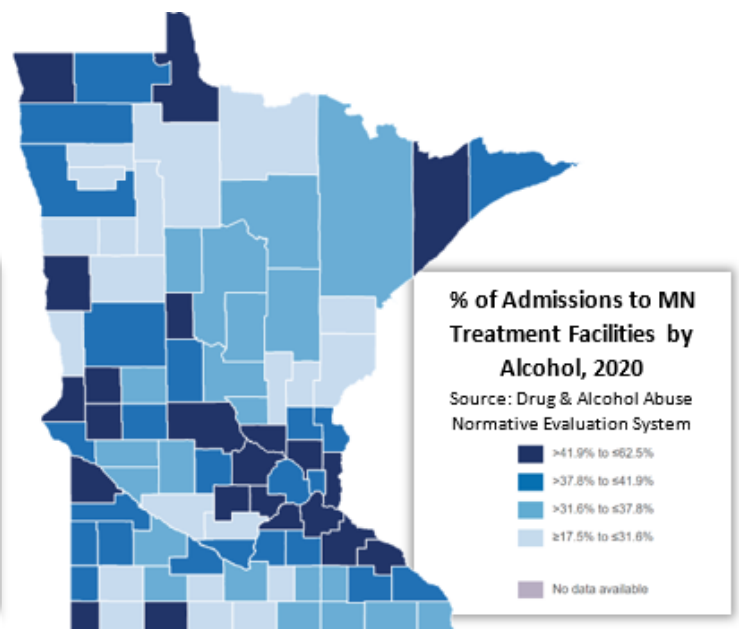 % of Admissions to MN
Treatment Facilities by
Alcohol, 2020
Source: Drug & Alcohol Abuse
Normative Evaluation System
>41.9% to ≤62.5%
>37.8% to ≤41.9%
>31.6% to ≤37.8%
≥17.5% to ≤31.6%
No data available